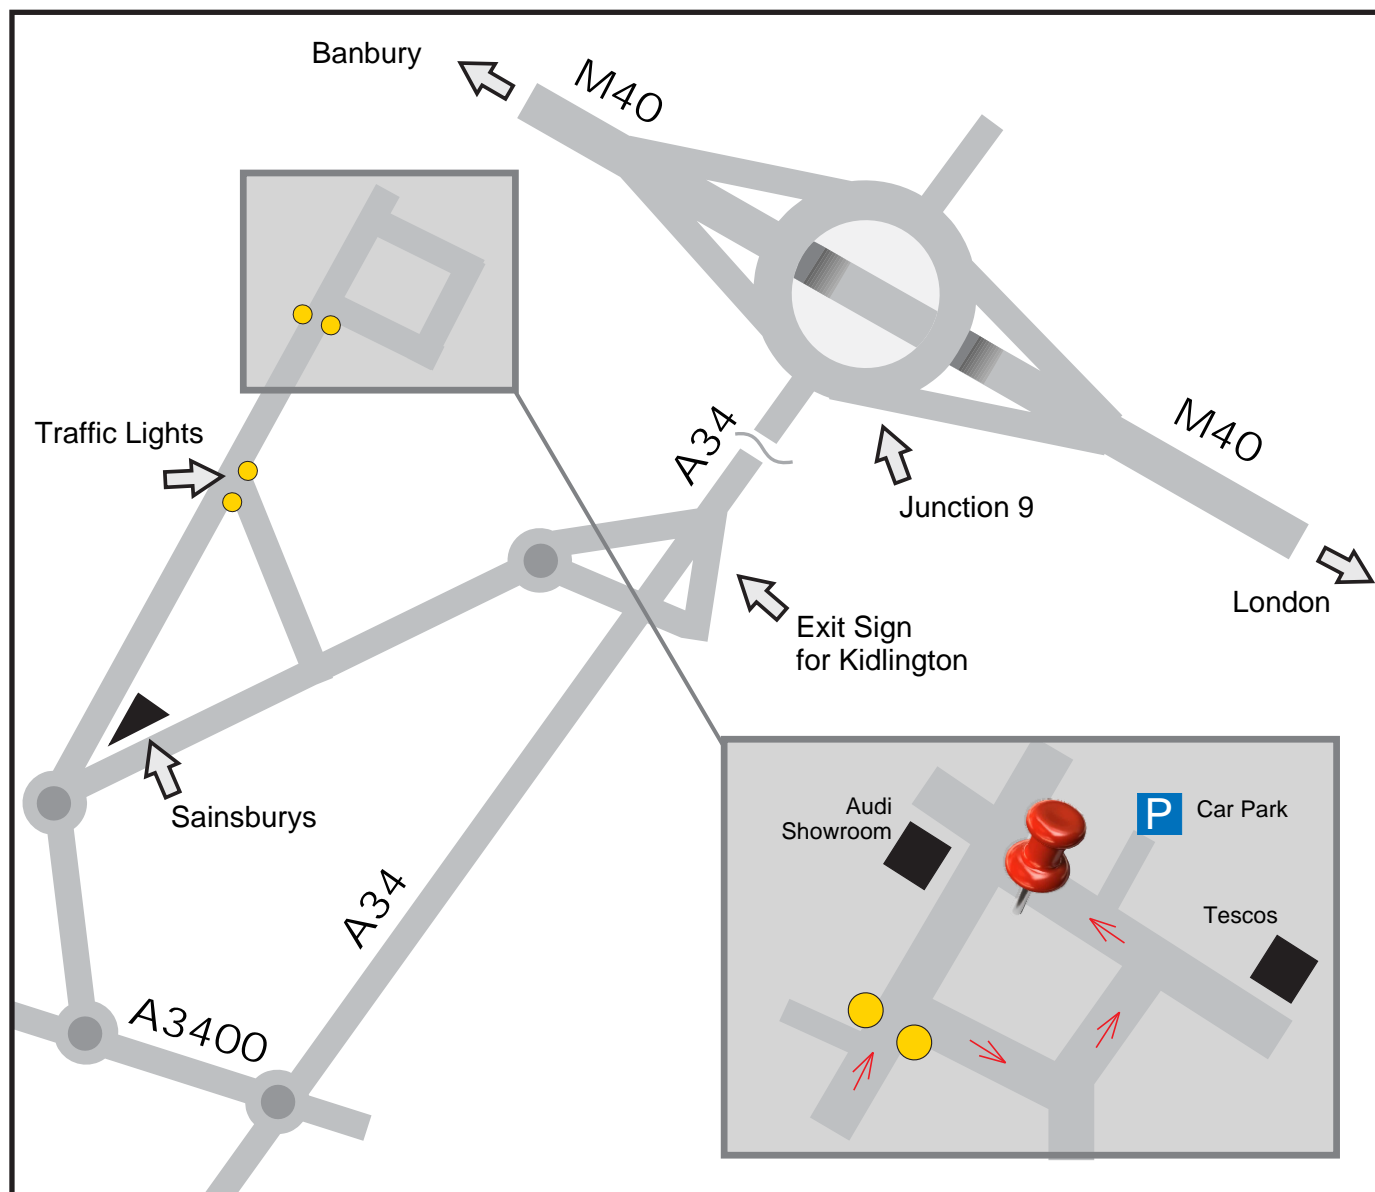 Banbury
M40
Traffic Lights
A34
M40
Junction 9
London
Exit Sign
for Kidlington
Sainsburys
Audi
Showroom
P
Car Park
Tescos
A34
A3400